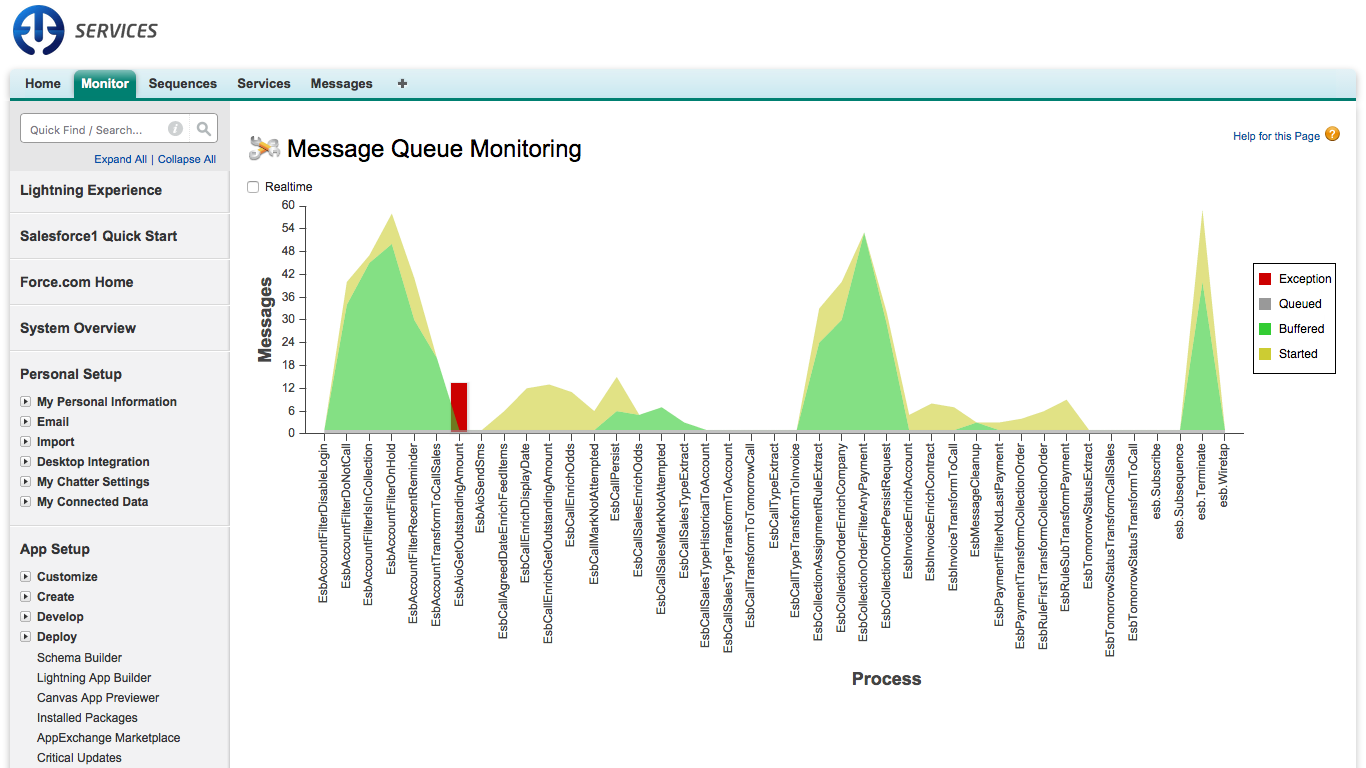 SERVICES
Home Monitor Sequences Services Messages +
Quick Find / Search... i
Expand All | Collapse All
Lightning Experience
Salesforce1 Quick Start
Force.com Home
System Overview
Personal Setup
My Personal Information
Email
Import
Desktop Integration
My Chatter Settings
My Connected Data
App Setup
Customize
Create
Develop
Deploy
Schema Builder
Lightning App Builder
Canvas App Previewer
Installed Packages
AppExchange Marketplace
Critical Updates
Message Queue Monitoring
Help for this Page ?
Realtime
Messages
60
54
48
42
36
30
24
18
12
6
0
EsbAccountFilterDisableLogin
EsbAccountFilterDoNotCall
EsbAccountFilterIsInCollection
EsbAccountFilterOnHold
EsbAccountFilterRecentReminder
EsbAccountTransformToCallSales
EsbAioGetOutstandingAmount
EsbAioSendSms
EsbCallAgreedDateEnrichFeedItems
EsbCallEnrichDisplayDate
EsbCallEnrichGetOutstandingAmount
EsbCallEnrichOdds
EsbCallMarkNotAttempted
EsbCallPersist
EsbCallSalesEnrichOdds
EsbCallSalesMarkNotAttempted
EsbCallSalesTypeExtract
EsbCallSalesTypeHistoricalToAccount
EsbCallSalesTypeTransformToAccount
EsbCallTransformToTomorrowCall
EsbCallTypeExtract
EsbCallTypeTransformToInvoice
EsbCollectionAssignmentRuleExtract
EsbCollectionOrderEnrichCompany
EsbCollectionOrderFilterAnyPayment
EsbCollectionOrderPersistRequest
EsbInvoiceEnrichAccount
EsbInvoiceEnrichContract
EsbInvoiceTransformToCall
EsbMessageCleanup
EsbPaymentFilterNotLastPayment
EsbPaymentTransformCollectionOrder
EsbRuleFirstTransformCollectionOrder
EsbRuleSubTransformPayment
EsbTomorrowStatusExtract
EsbTomorrowStatusTransformCallSales
EsbTomorrowStatusTransformToCall
esb.Subscribe
esb.Subsequence
esb.Terminate
esb.Wiretap
Process
Exception
Queued
Buffered
Started